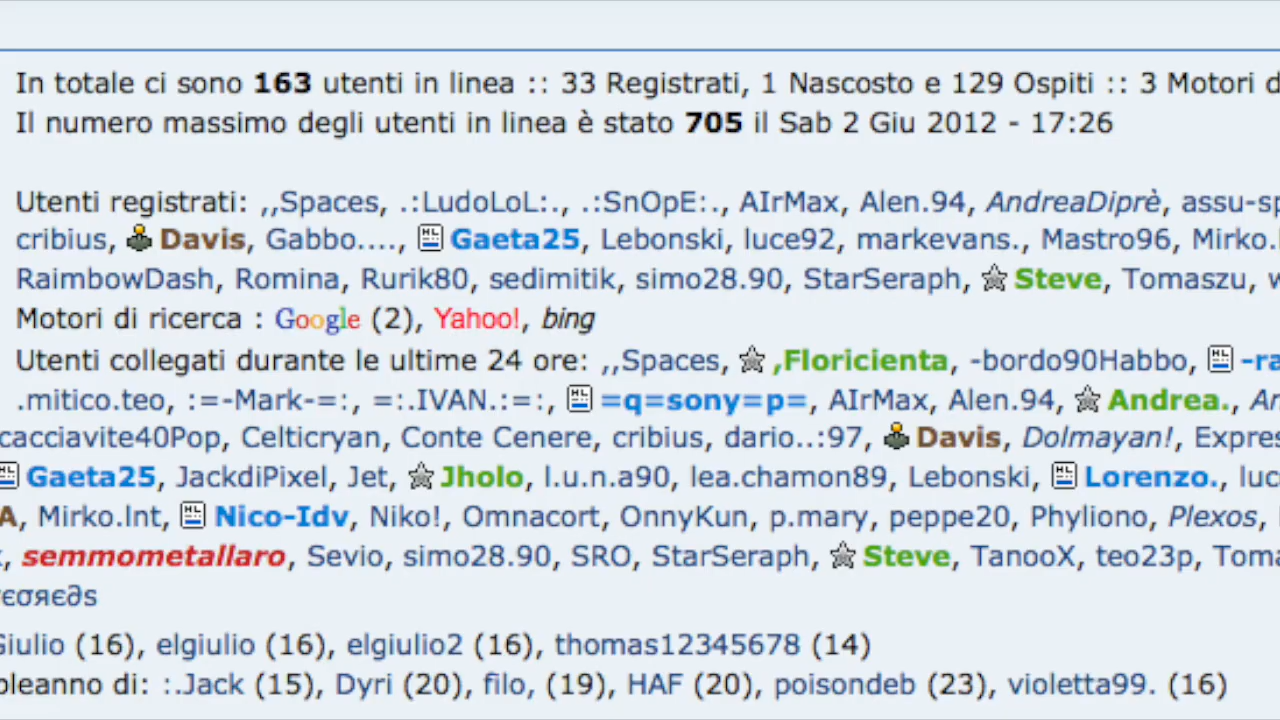 In totale ci sono 163 utenti in linea :: 33 Registrati, 1 Nascosto e 129 Ospiti :: 3 Motori d
Il numero massimo degli utenti in linea è stato 705 il Sab 2 Giu 2012 - 17:26
Utenti registrati: ,,Spaces, .:LudoLoL:., .:SnOpE:., AIrMax, Alen.94, AndreaDiprè, assu-sp
cribius, Davis, Gabbo...., Gaeta25, Lebonski, luce92, markevans., Mastro96, Mirko.I
RaimbowDash, Romina, Rurik80, sedimitik, simo28.90, StarSeraph, Steve, Tomaszu, w
Motori di ricerca : Google (2), Yahoo!, bing
Utenti collegati durante le ultime 24 ore: ,,Spaces, ,Floricienta, -bordo90Habbo, -ra
.mitico.teo, :=-Mark-=:, =:.IVAN.:=:, =q=sony=p=, AIrMax, Alen.94, Andrea., An
cacciavite40Pop, Celticryan, Conte Cenere, cribius, dario..:97, Davis, Dolmayan!, Expres
Gaeta25, JackdiPixel, Jet, Jholo, l.u.n.a90, lea.chamon89, Lebonski, Lorenzo., luc
A, Mirko.Int, Nico-Idv, Niko!, Omnacort, OnnyKun, p.mary, peppe20, Phyliono, Plexos,
, semmometallaro, Sevio, simo28.90, SRO, StarSeraph, Steve, TanooX, teo23p, Toma
єσяє∂s
Giulio (16), elgiulio (16), elgiulio2 (16), thomas12345678 (14)
pleanno di: :.Jack (15), Dyri (20), filo, (19), HAF (20), poisondeb (23), violetta99. (16)